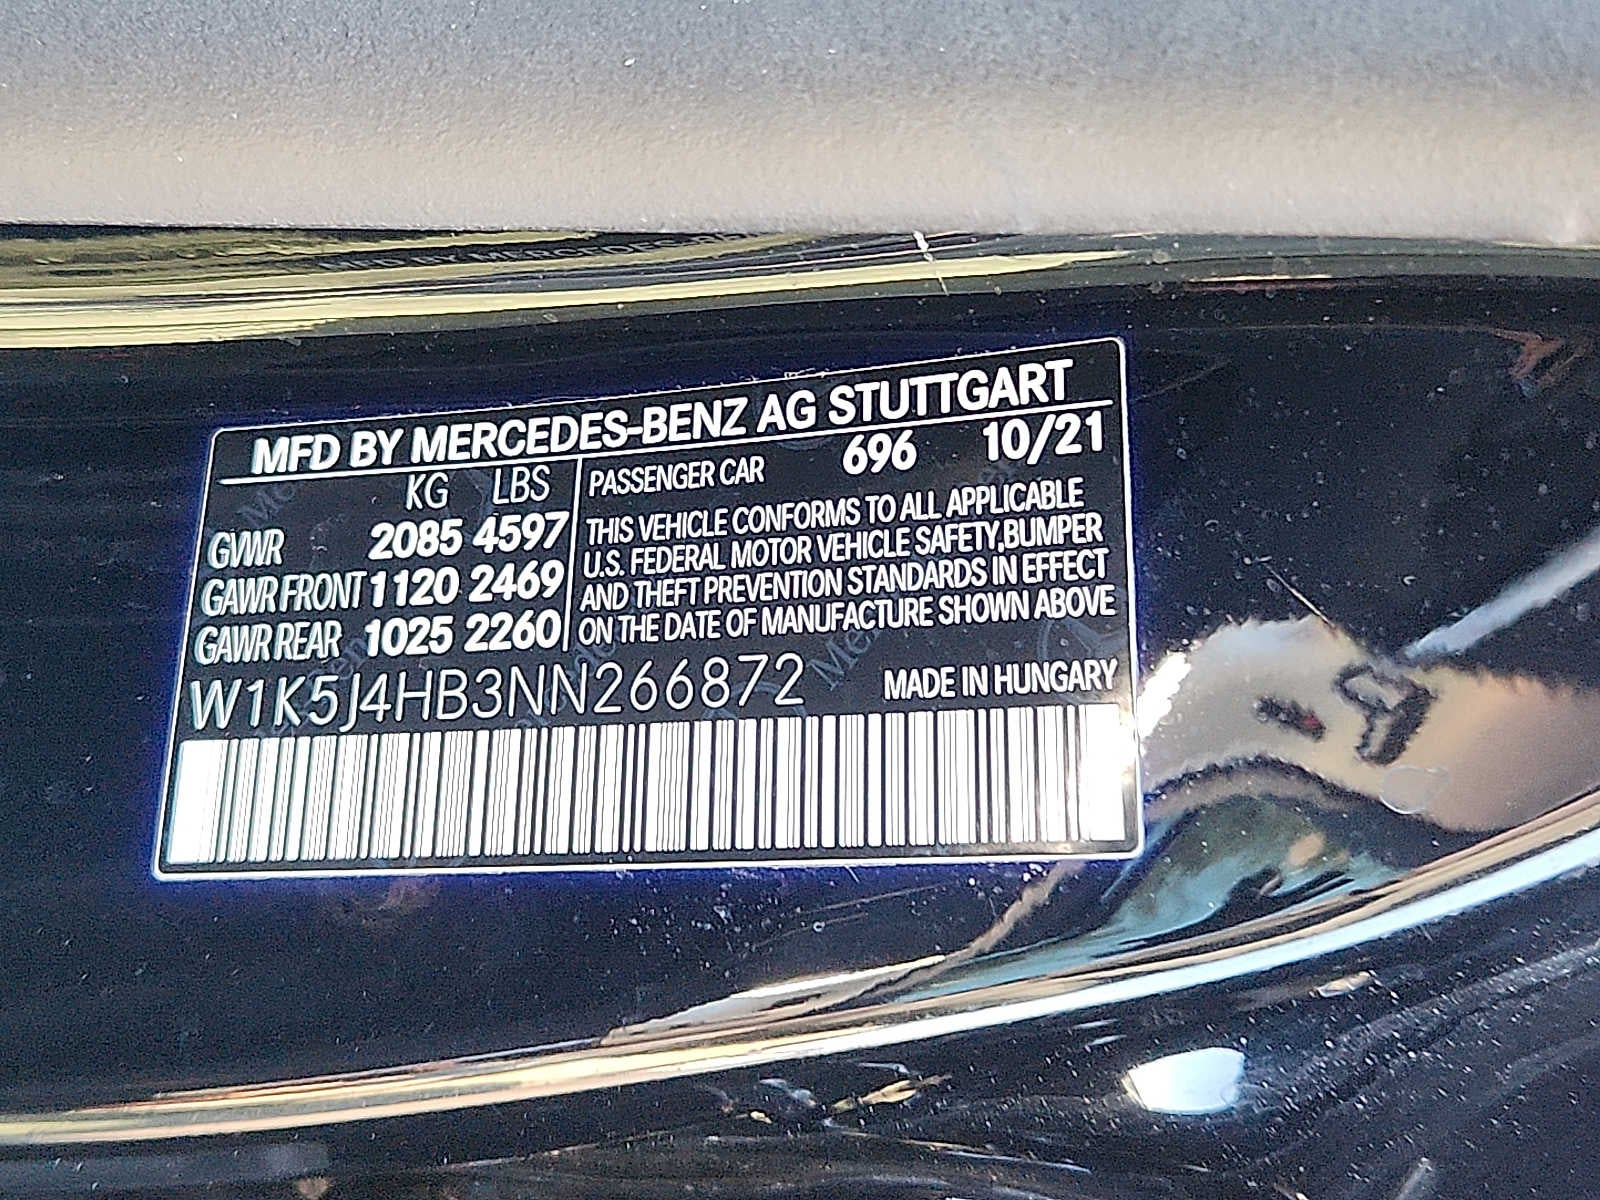 MFD BY MERCEDES-BENZ AG STUTTGART
KG LBS
GVWR 2085 4597
GAWR FRONT 1120 2469
GAWR REAR 1025 2260
PASSENGER CAR 696 10/21
THIS VEHICLE CONFORMS TO ALL APPLICABLE
U.S. FEDERAL MOTOR VEHICLE SAFETY,BUMPER
AND THEFT PREVENTION STANDARDS IN EFFECT
ON THE DATE OF MANUFACTURE SHOWN ABOVE
W1K5J4HB3NN266872 MADE IN HUNGARY